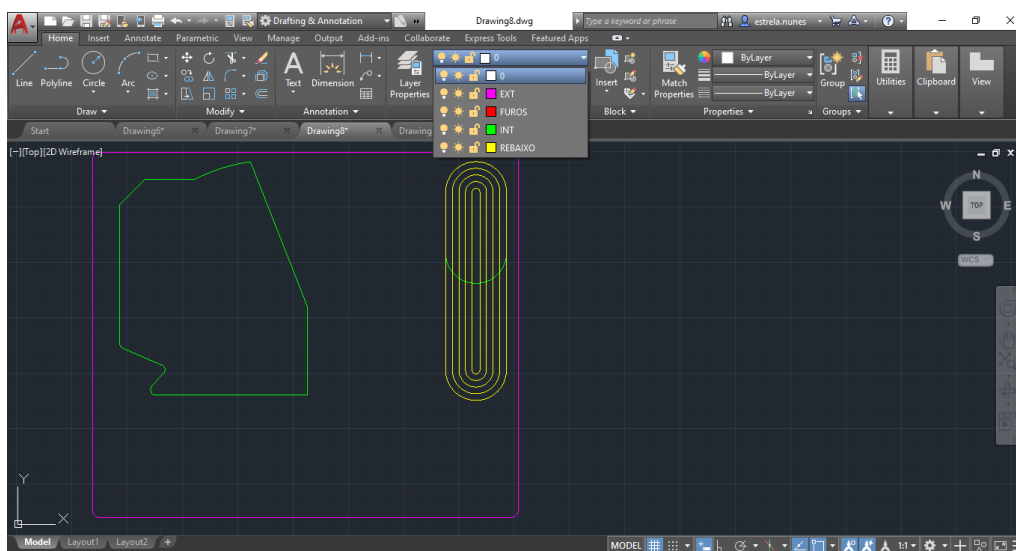 A Drafting & Annotation Drawing8.dwg Type a keyword or phrase estrela.nunes ?
Home Insert Annotate Parametric View Manage Output Add-ins Collaborate Express Tools Featured Apps
Line Polyline Circle Arc A Text Dimension Layer Properties 0 Insert Match Properties ByLayer ByLayer ByLayer Group Utilities Clipboard View
0
EXT
FUROS
INT
REBAIXO
Draw Modify Annotation Block Properties Groups
Start Drawing6* Drawing7* Drawing8* Drawing
[−][Top][2D Wireframe]
N
W TOP E
S
WCS
Y
X
Model Layout1 Layout2 + MODEL 1:1